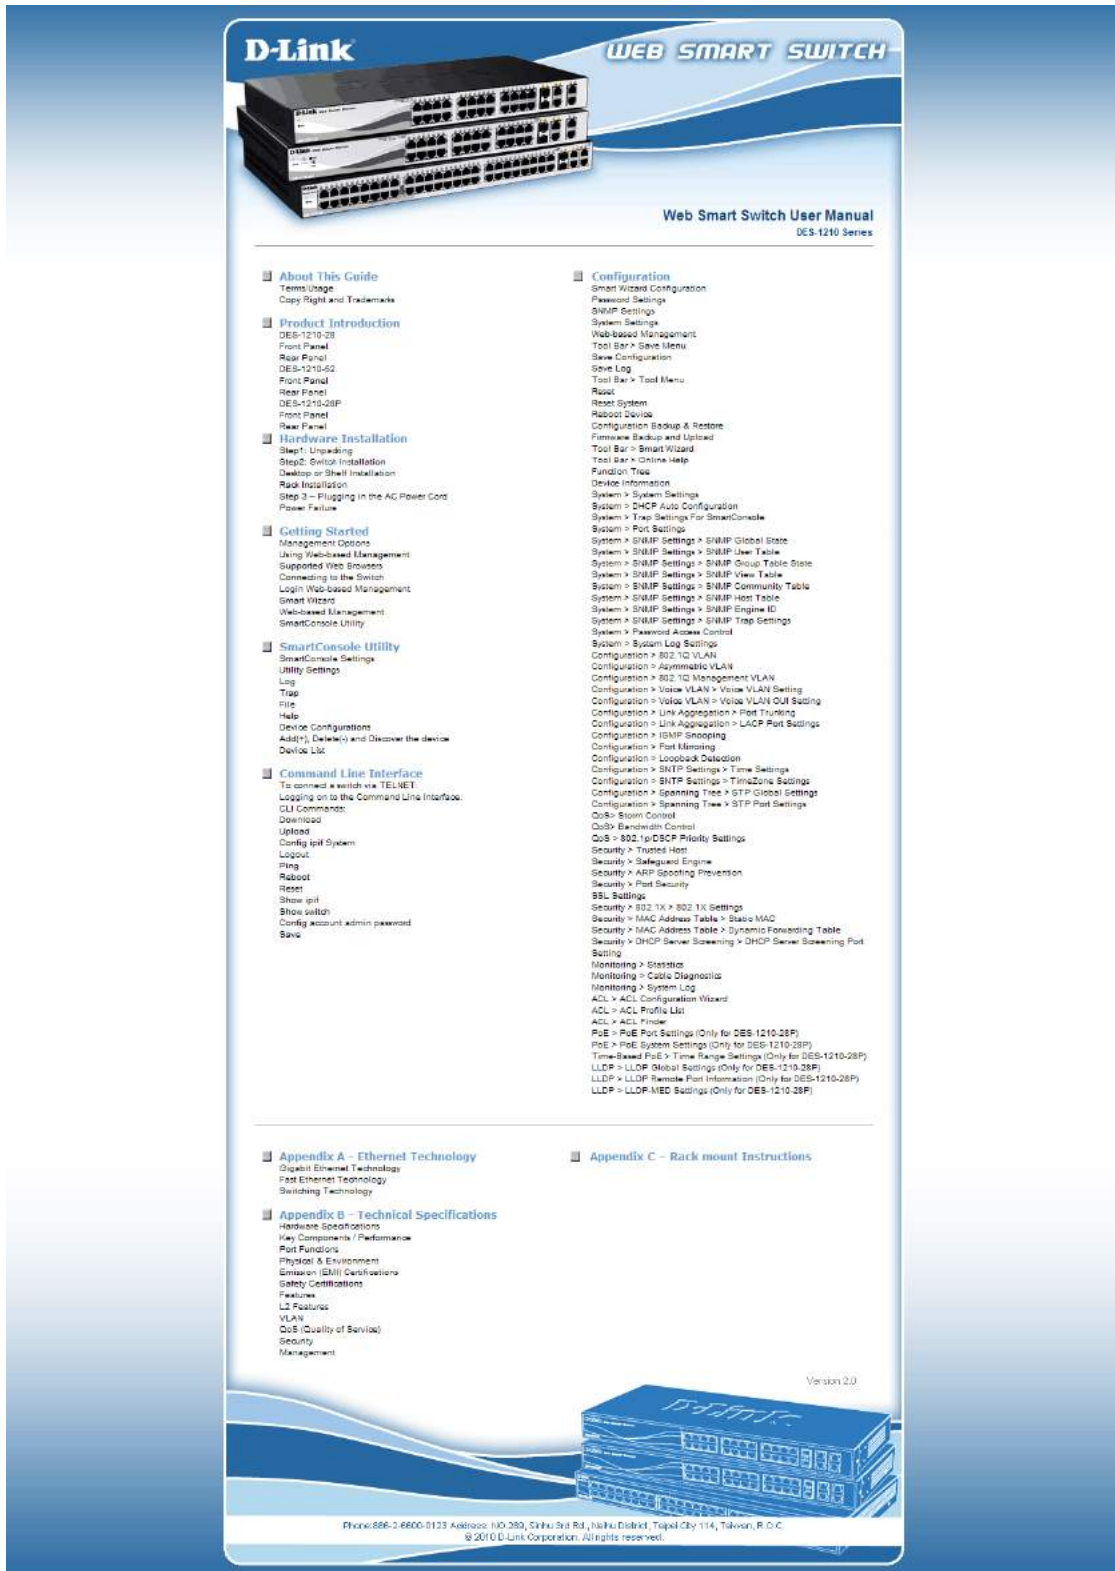 D-Link
WEB SMART SWITCH
Web Smart Switch User Manual
DES-1210 Series
About This Guide
Terms/Usage
Copy Right and Trademarks
Product Introduction
DES-1210-28
Front Panel
Rear Panel
DES-1210-52
Front Panel
Rear Panel
DES-1210-28P
Front Panel
Rear Panel
Hardware Installation
Step1: Unpacking
Step2: Switch Installation
Desktop or Shelf Installation
Rack Installation
Step 3 – Plugging in the AC Power Cord
Power Failure
Getting Started
Management Options
Using Web-based Management
Supported Web Browsers
Connecting to the Switch
Login Web-based Management
Smart Wizard
Web-based Management
SmartConsole Utility
SmartConsole Utility
SmartConsole Settings
Utility Settings
Log
Trap
File
Help
Device Configurations
Add(+), Delete(-) and Discover the device
Device List
Command Line Interface
To connect a switch via TELNET:
Logging on to the Command Line Interface:
CLI Commands:
Download
Upload
Config ipif System
Logout
Ping
Reboot
Reset
Show ipif
Show switch
Config account admin password
Save
Configuration
Smart Wizard Configuration
Password Settings
SNMP Settings
System Settings
Web-based Management
Tool Bar > Save Menu
Save Configuration
Save Log
Tool Bar > Tool Menu
Reset
Reset System
Reboot Device
Configuration Backup & Restore
Firmware Backup and Upload
Tool Bar > Smart Wizard
Tool Bar > Online Help
Function Tree
Device Information
System > System Settings
System > DHCP Auto Configuration
System > Trap Settings For SmartConsole
System > Port Settings
System > SNMP Settings > SNMP Global State
System > SNMP Settings > SNMP User Table
System > SNMP Settings > SNMP Group Table State
System > SNMP Settings > SNMP View Table
System > SNMP Settings > SNMP Community Table
System > SNMP Settings > SNMP Host Table
System > SNMP Settings > SNMP Engine ID
System > SNMP Settings > SNMP Trap Settings
System > Password Access Control
System > System Log Settings
Configuration > 802.1Q VLAN
Configuration > Asymmetric VLAN
Configuration > 802.1Q Management VLAN
Configuration > Voice VLAN > Voice VLAN Setting
Configuration > Voice VLAN > Voice VLAN OUI Setting
Configuration > Link Aggregation > Port Trunking
Configuration > Link Aggregation > LACP Port Settings
Configuration > IGMP Snooping
Configuration > Port Mirroring
Configuration > Loopback Detection
Configuration > SNTP Settings > Time Settings
Configuration > SNTP Settings > TimeZone Settings
Configuration > Spanning Tree > STP Global Settings
Configuration > Spanning Tree > STP Port Settings
QoS> Storm Control
QoS> Bandwidth Control
QoS > 802.1p/DSCP Priority Settings
Security > Trusted Host
Security > Safeguard Engine
Security > ARP Spoofing Prevention
Security > Port Security
SSL Settings
Security > 802.1X > 802.1X Settings
Security > MAC Address Table > Static MAC
Security > MAC Address Table > Dynamic Forwarding Table
Security > DHCP Server Screening > DHCP Server Screening Port
Setting
Monitoring > Statistics
Monitoring > Cable Diagnostics
Monitoring > System Log
ACL > ACL Configuration Wizard
ACL > ACL Profile List
ACL > ACL Finder
PoE > PoE Port Settings (Only for DES-1210-28P)
PoE > PoE System Settings (Only for DES-1210-28P)
Time-Based PoE > Time Range Settings (Only for DES-1210-28P)
LLDP > LLDP Global Settings (Only for DES-1210-28P)
LLDP > LLDP Remote Port Information (Only for DES-1210-28P)
LLDP > LLDP-MED Settings (Only for DES-1210-28P)
Appendix A – Ethernet Technology
Gigabit Ethernet Technology
Fast Ethernet Technology
Switching Technology
Appendix B – Technical Specifications
Hardware Specifications
Key Components / Performance
Port Functions
Physical & Environment
Emission (EMI) Certifications
Safety Certifications
Features
L2 Features
VLAN
QoS (Quality of Service)
Security
Management
Appendix C – Rack mount Instructions
Version 2.0
D-Link
Phone:886-2-6600-0123 Address: NO.289, Sinhu 3rd Rd., Neihu District, Taipei City 114, Taiwan, R.O.C.
© 2010 D-Link Corporation. All rights reserved.